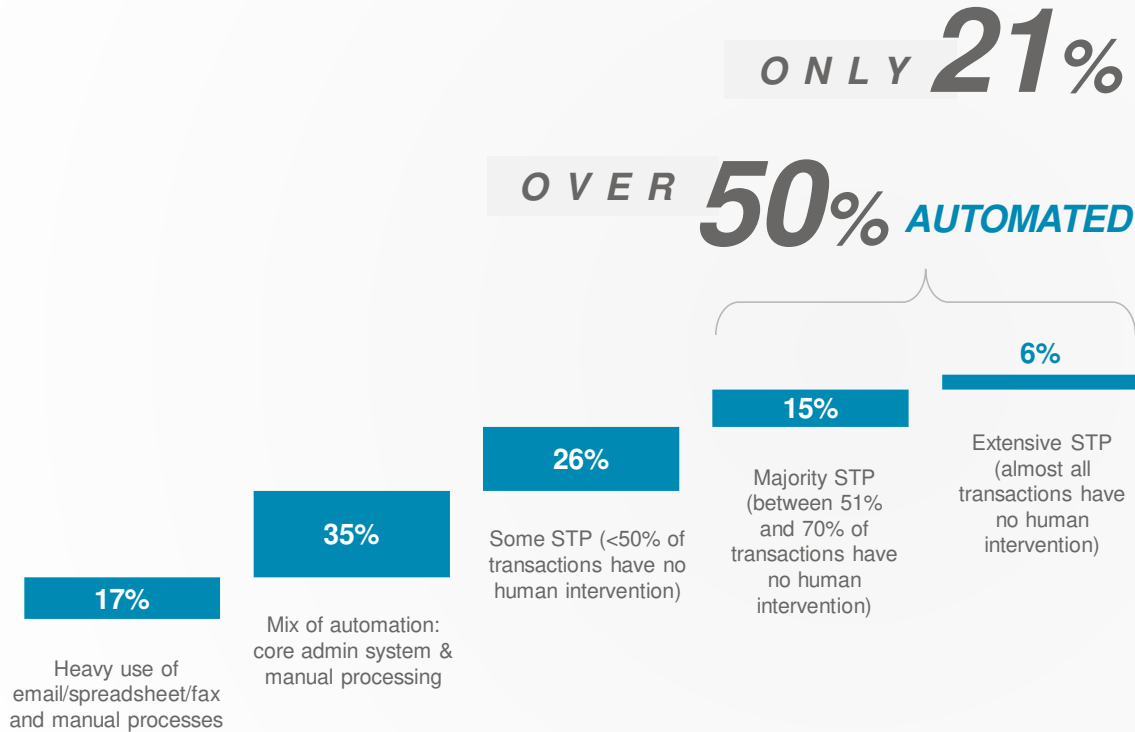 ONLY 21%
OVER 50% AUTOMATED
6%
Extensive STP
(almost all
transactions have
no human
intervention)
15%
Majority STP
(between 51%
and 70% of
transactions have
no human
intervention)
26%
Some STP (<50% of
transactions have no
human intervention)
35%
Mix of automation:
core admin system &
manual processing
17%
Heavy use of
email/spreadsheet/fax
and manual processes